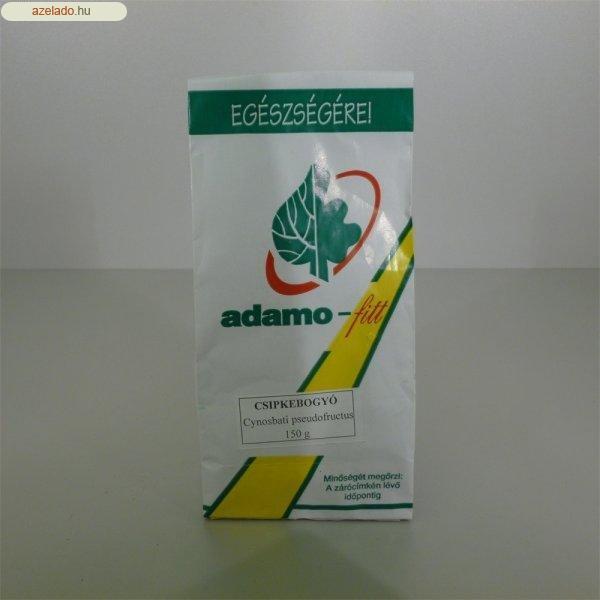 azelado.hu
EGÉSZSÉGÉRE!
adamo-fitt
CSIPKEBOGYÓ
Cynosbati pseudofructus
150 g
Minőségét megőrzi:
A zárócímkén lévő
időpontig